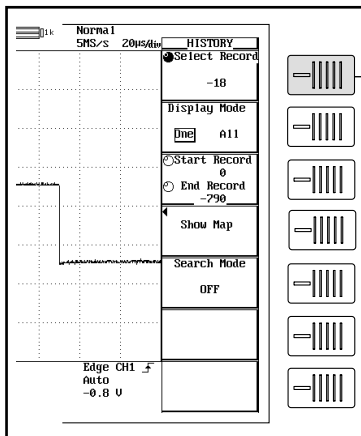 1k
Normal
5MS/s 20µs/div
HISTORY
Select Record
-18
Display Mode
One All
Start Record
0
End Record
-790
Show Map
Search Mode
OFF
Edge CH1
Auto
-0.8 V